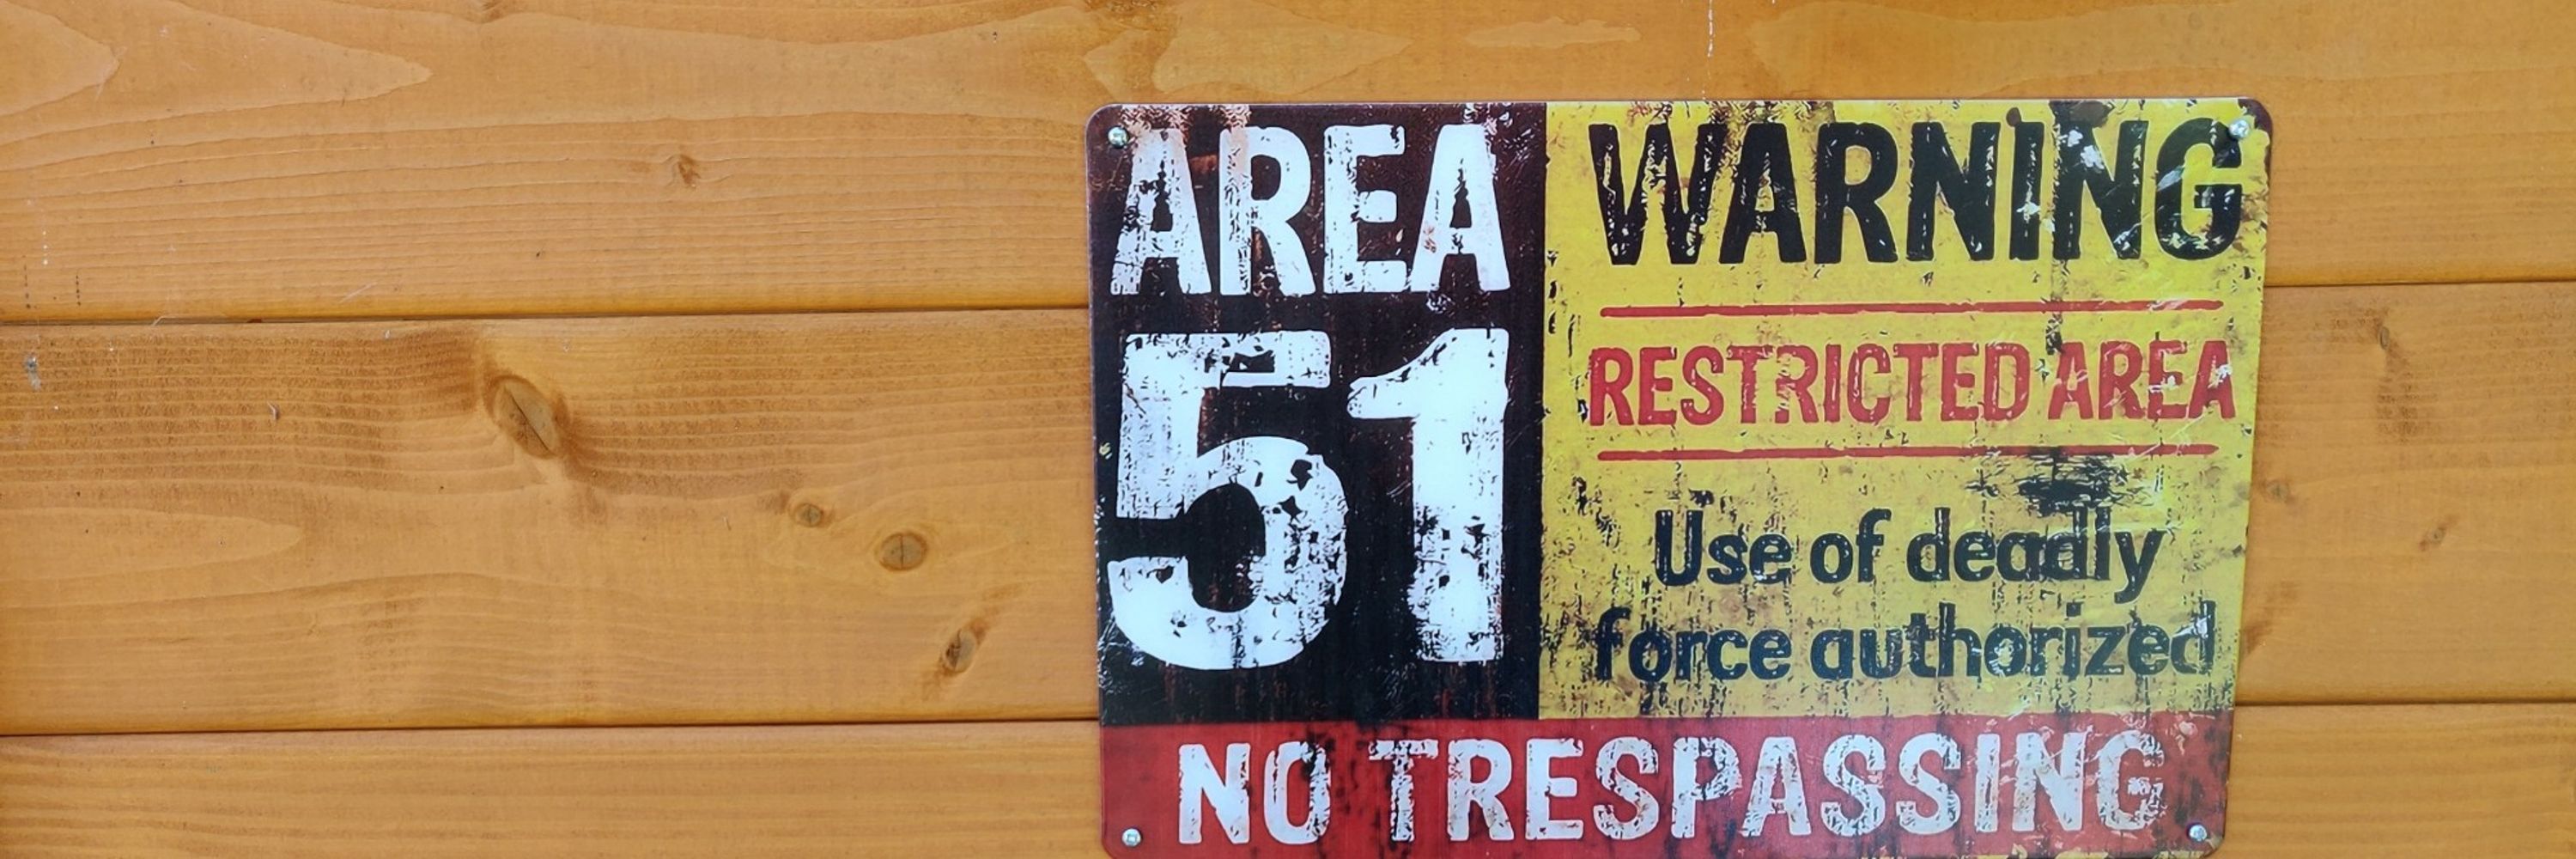 AREA
51
WARNING
RESTRICTED AREA
Use of deadly
force authorized
NO TRESPASSING